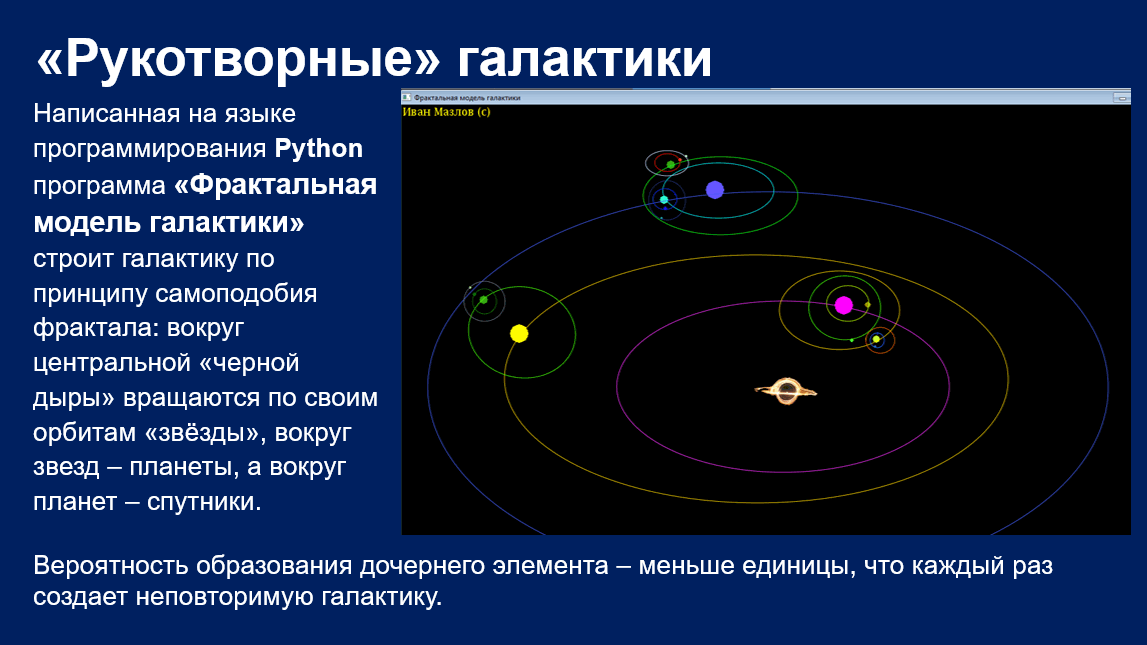 «Рукотворные» галактики
Написанная на языке
программирования Python
программа «Фрактальная
модель галактики»
строит галактику по
принципу самоподобия
фрактала: вокруг
центральной «черной
дыры» вращаются по своим
орбитам «звёзды», вокруг
звезд – планеты, а вокруг
планет – спутники.
Фрактальная модель галактики
Иван Мазлов (с)
Вероятность образования дочернего элемента – меньше единицы, что каждый раз
создает неповторимую галактику.